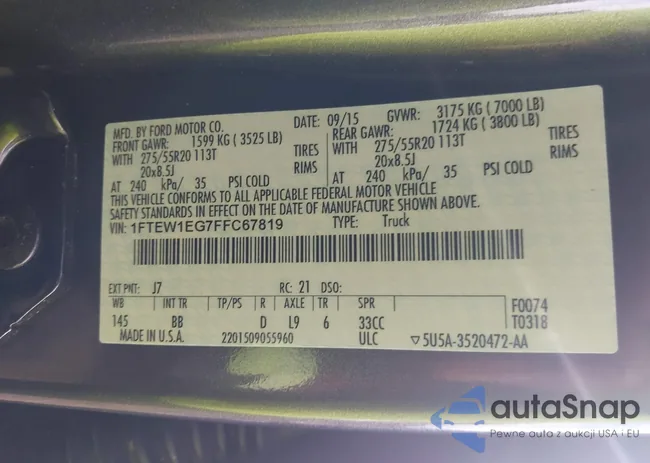 MFD. BY FORD MOTOR CO. DATE: 09/15 GVWR: 3175 KG ( 7000 LB)
FRONT GAWR: 1599 KG ( 3525 LB) REAR GAWR: 1724 KG ( 3800 LB)
WITH 275/55R20 113T TIRES WITH 275/55R20 113T TIRES
20x8.5J RIMS 20x8.5J RIMS
AT 240 kPa/ 35 PSI COLD AT 240 kPa/ 35 PSI COLD
THIS VEHICLE CONFORMS TO ALL APPLICABLE FEDERAL MOTOR VEHICLE
SAFETY STANDARDS IN EFFECT ON THE DATE OF MANUFACTURE SHOWN ABOVE.
VIN: 1FTEW1EG7FFC67819 TYPE: Truck
EXT PNT: J7 RC: 21 DSO:
WB INT TR TP/PS R AXLE TR SPR F0074
145 BB D L9 6 33CC T0318
MADE IN U.S.A. 2201509055960 ULC ▽5U5A-3520472-AA
autaSnap
Pewne auta z aukcji USA i EU